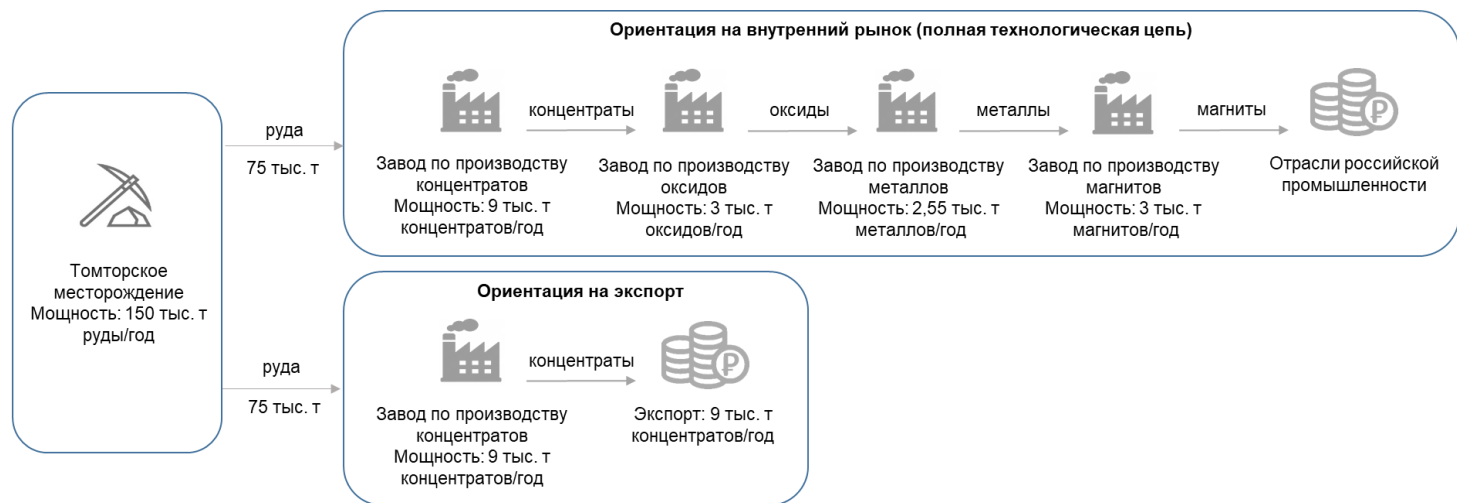 Ориентация на внутренний рынок (полная технологическая цепь)
концентраты
оксиды
металлы
магниты
руда
75 тыс. т
Завод по производству
концентратов
Мощность: 9 тыс. т
концентратов/год
Завод по производству
оксидов
Мощность: 3 тыс. т
оксидов/год
Завод по производству
металлов
Мощность: 2,55 тыс. т
металлов/год
Завод по производству
магнитов
Мощность: 3 тыс. т
магнитов/год
Отрасли российской
промышленности
Томторское
месторождение
Мощность: 150 тыс. т
руды/год
Ориентация на экспорт
руда
75 тыс. т
концентраты
Завод по производству
концентратов
Мощность: 9 тыс. т
концентратов/год
Экспорт: 9 тыс. т
концентратов/год